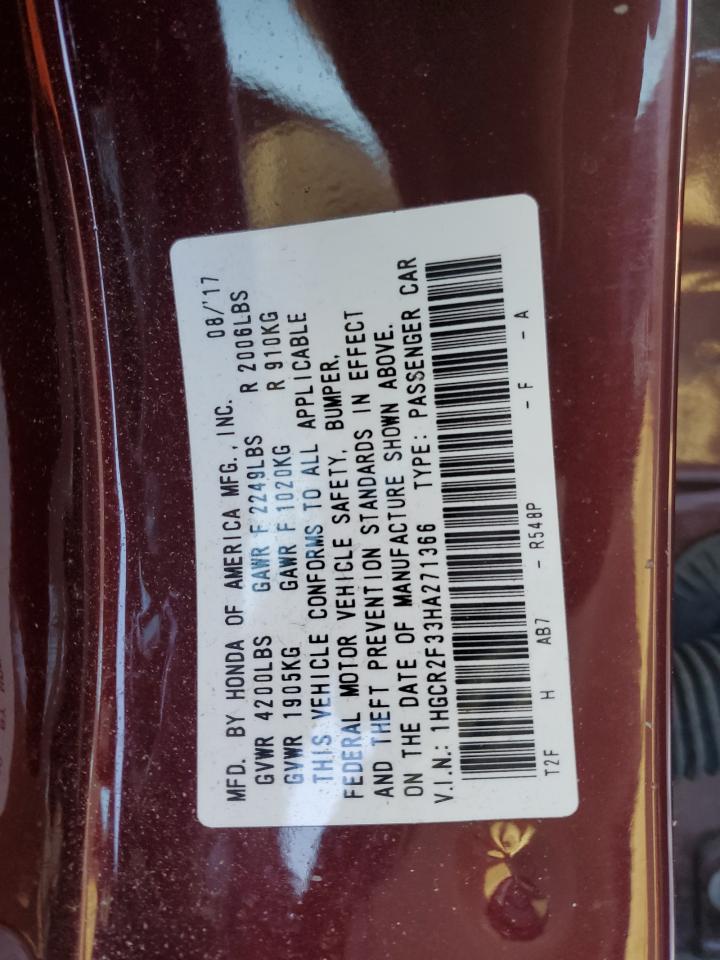 MFD. BY HONDA OF AMERICA MFG., INC. 08/'17
GVWR 4200LBS GAWR F 2249LBS R 2006LBS
GVWR 1905KG GAWR F 1020KG R 910KG
THIS VEHICLE CONFORMS TO ALL APPLICABLE
FEDERAL MOTOR VEHICLE SAFETY, BUMPER,
AND THEFT PREVENTION STANDARDS IN EFFECT
ON THE DATE OF MANUFACTURE SHOWN ABOVE.
V.I.N.: 1HGCR2F33HA271366 TYPE: PASSENGER CAR
T2F H AB7 - R548P - F - A